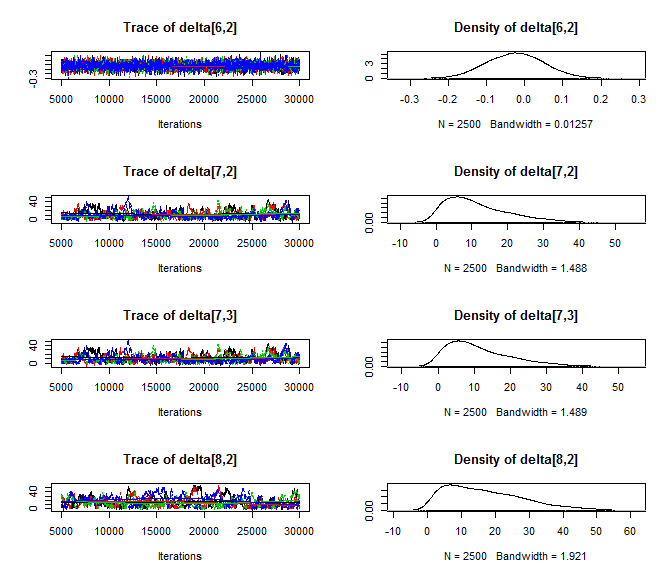 Trace of delta[6,2]
-0.3
5000 10000 15000 20000 25000 30000
Iterations
Density of delta[6,2]
0 3
-0.3 -0.2 -0.1 0.0 0.1 0.2 0.3
N = 2500 Bandwidth = 0.01257
Trace of delta[7,2]
0 40
5000 10000 15000 20000 25000 30000
Iterations
Density of delta[7,2]
0.00
-10 0 10 20 30 40 50
N = 2500 Bandwidth = 1.488
Trace of delta[7,3]
0 40
5000 10000 15000 20000 25000 30000
Iterations
Density of delta[7,3]
0.00
-10 0 10 20 30 40 50
N = 2500 Bandwidth = 1.489
Trace of delta[8,2]
0 40
5000 10000 15000 20000 25000 30000
Iterations
Density of delta[8,2]
0.00
-10 0 10 20 30 40 50 60
N = 2500 Bandwidth = 1.921